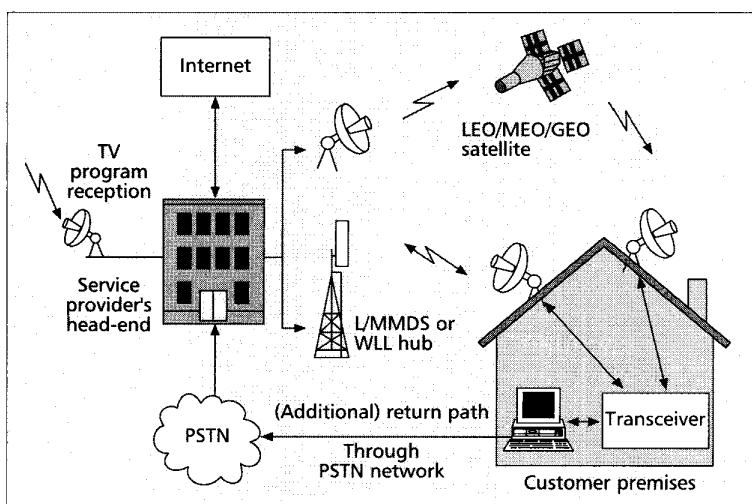 Internet
TV
program
reception
LEO/MEO/GEO
satellite
Service
provider's
head-end
L/MMDS or
WLL hub
PSTN
(Additional) return path
Through
PSTN network
Transceiver
Customer premises